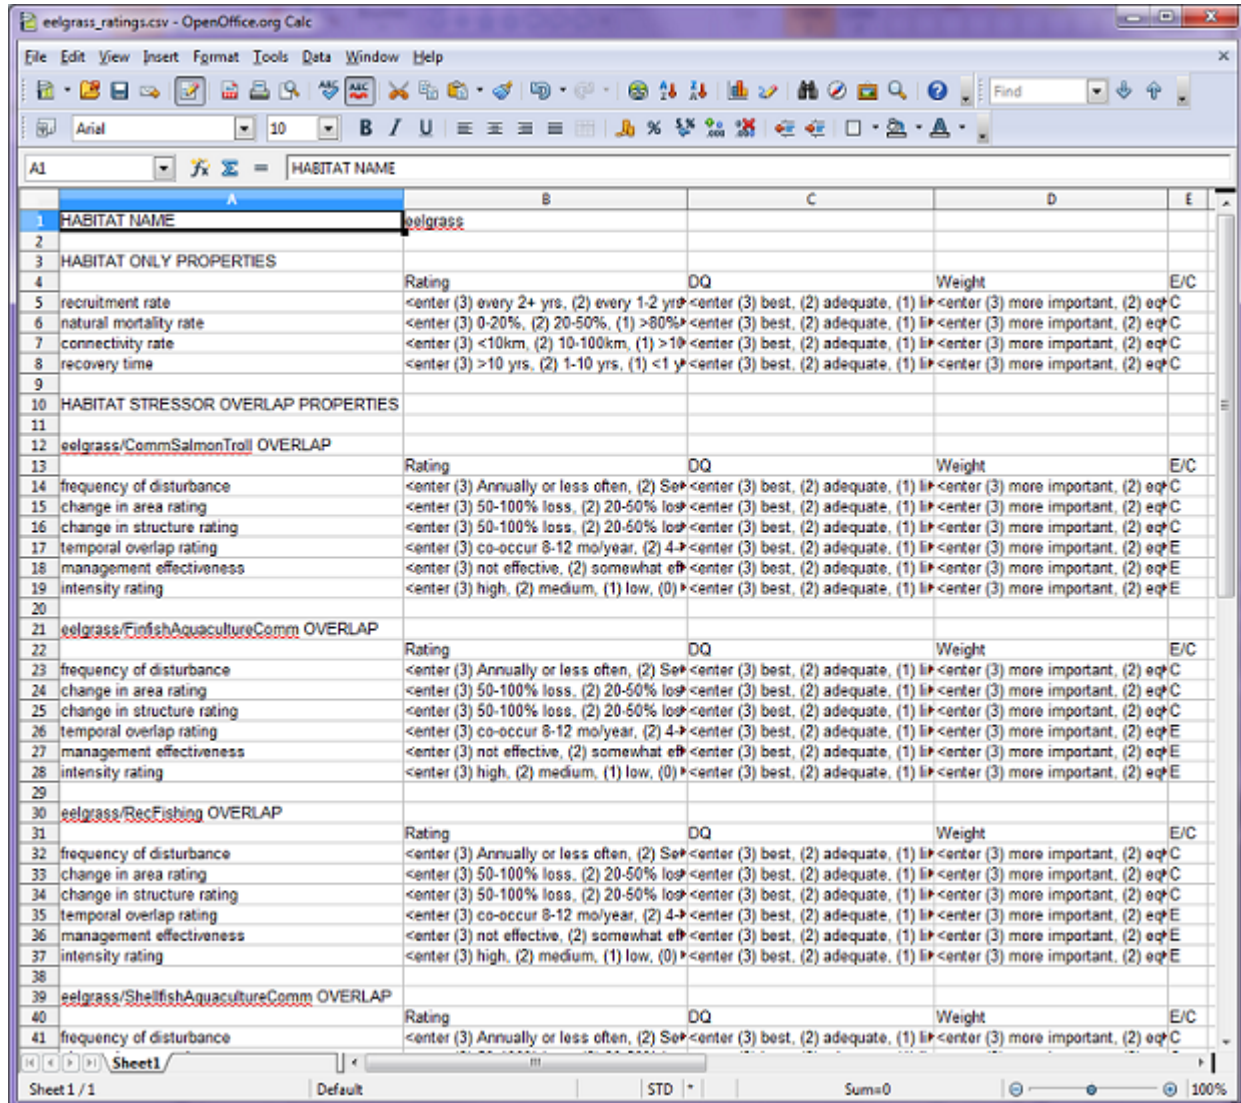 eelgrass_ratings.csv - OpenOffice.org Calc
File Edit View Insert Format Tools Data Window Help
Find
Arial 10 B I U
A1 HABITAT NAME
A B C D E
1 HABITAT NAME eelgrass
2
3 HABITAT ONLY PROPERTIES
4 Rating DQ Weight E/C
5 recruitment rate <enter (3) every 2+ yrs, (2) every 1-2 yrs <enter (3) best, (2) adequate, (1) li <enter (3) more important, (2) eq C
6 natural mortality rate <enter (3) 0-20%, (2) 20-50%, (1) >80% <enter (3) best, (2) adequate, (1) li <enter (3) more important, (2) eq C
7 connectivity rate <enter (3) <10km, (2) 10-100km, (1) >10 <enter (3) best, (2) adequate, (1) li <enter (3) more important, (2) eq C
8 recovery time <enter (3) >10 yrs, (2) 1-10 yrs, (1) <1 y <enter (3) best, (2) adequate, (1) li <enter (3) more important, (2) eq C
9
10 HABITAT STRESSOR OVERLAP PROPERTIES
11
12 eelgrass/CommSalmonTroll OVERLAP
13 Rating DQ Weight E/C
14 frequency of disturbance <enter (3) Annually or less often, (2) Se <enter (3) best, (2) adequate, (1) li <enter (3) more important, (2) eq C
15 change in area rating <enter (3) 50-100% loss, (2) 20-50% los <enter (3) best, (2) adequate, (1) li <enter (3) more important, (2) eq C
16 change in structure rating <enter (3) 50-100% loss, (2) 20-50% los <enter (3) best, (2) adequate, (1) li <enter (3) more important, (2) eq C
17 temporal overlap rating <enter (3) co-occur 8-12 mo/year, (2) 4- <enter (3) best, (2) adequate, (1) li <enter (3) more important, (2) eq E
18 management effectiveness <enter (3) not effective, (2) somewhat eff <enter (3) best, (2) adequate, (1) li <enter (3) more important, (2) eq E
19 intensity rating <enter (3) high, (2) medium, (1) low, (0) <enter (3) best, (2) adequate, (1) li <enter (3) more important, (2) eq E
20
21 eelgrass/FinfishAquacultureComm OVERLAP
22 Rating DQ Weight E/C
23 frequency of disturbance <enter (3) Annually or less often, (2) Se <enter (3) best, (2) adequate, (1) li <enter (3) more important, (2) eq C
24 change in area rating <enter (3) 50-100% loss, (2) 20-50% los <enter (3) best, (2) adequate, (1) li <enter (3) more important, (2) eq C
25 change in structure rating <enter (3) 50-100% loss, (2) 20-50% los <enter (3) best, (2) adequate, (1) li <enter (3) more important, (2) eq C
26 temporal overlap rating <enter (3) co-occur 8-12 mo/year, (2) 4- <enter (3) best, (2) adequate, (1) li <enter (3) more important, (2) eq E
27 management effectiveness <enter (3) not effective, (2) somewhat eff <enter (3) best, (2) adequate, (1) li <enter (3) more important, (2) eq E
28 intensity rating <enter (3) high, (2) medium, (1) low, (0) <enter (3) best, (2) adequate, (1) li <enter (3) more important, (2) eq E
29
30 eelgrass/RecFishing OVERLAP
31 Rating DQ Weight E/C
32 frequency of disturbance <enter (3) Annually or less often, (2) Se <enter (3) best, (2) adequate, (1) li <enter (3) more important, (2) eq C
33 change in area rating <enter (3) 50-100% loss, (2) 20-50% los <enter (3) best, (2) adequate, (1) li <enter (3) more important, (2) eq C
34 change in structure rating <enter (3) 50-100% loss, (2) 20-50% los <enter (3) best, (2) adequate, (1) li <enter (3) more important, (2) eq C
35 temporal overlap rating <enter (3) co-occur 8-12 mo/year, (2) 4- <enter (3) best, (2) adequate, (1) li <enter (3) more important, (2) eq E
36 management effectiveness <enter (3) not effective, (2) somewhat eff <enter (3) best, (2) adequate, (1) li <enter (3) more important, (2) eq E
37 intensity rating <enter (3) high, (2) medium, (1) low, (0) <enter (3) best, (2) adequate, (1) li <enter (3) more important, (2) eq E
38
39 eelgrass/ShellfishAquacultureComm OVERLAP
40 Rating DQ Weight E/C
41 frequency of disturbance <enter (3) Annually or less often, (2) Se <enter (3) best, (2) adequate, (1) li <enter (3) more important, (2) eq C
Sheet1
Sheet 1 / 1 Default STD * Sum=0 100%